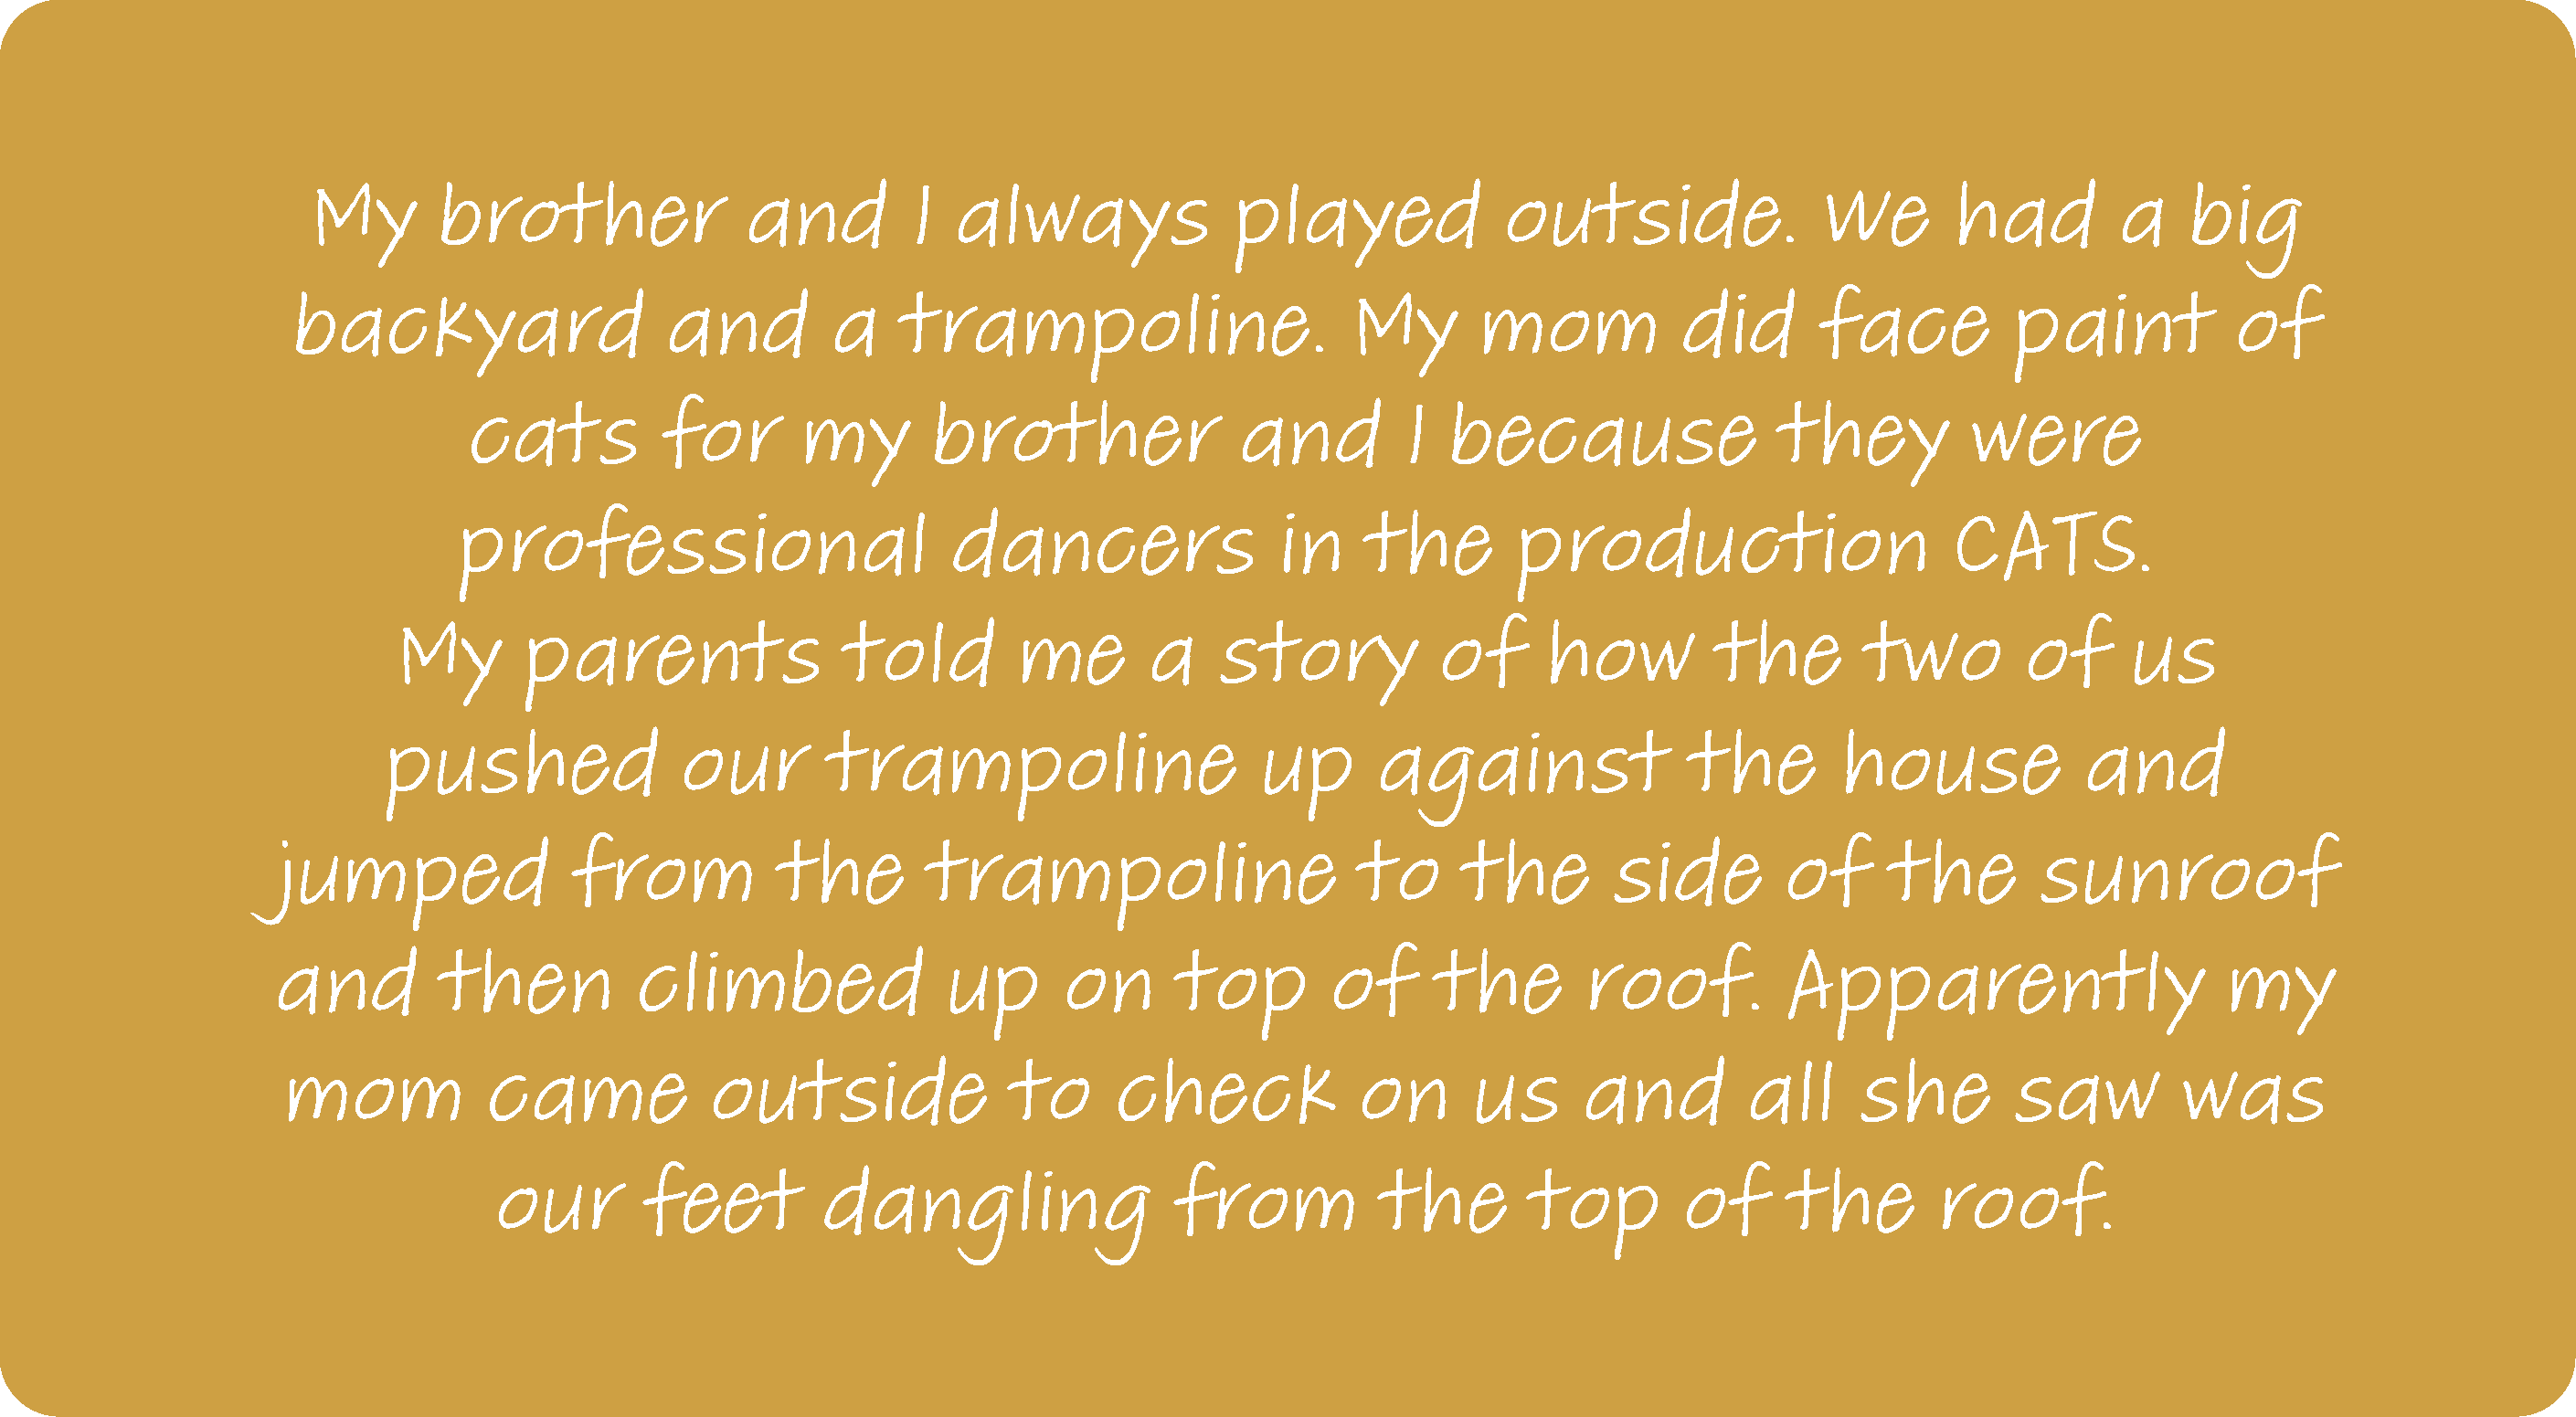 My brother and I always played outside. We had a big
backyard and a trampoline. My mom did face paint of
cats for my brother and I because they were
professional dancers in the production CATS.
My parents told me a story of how the two of us
pushed our trampoline up against the house and
jumped from the trampoline to the side of the sunroof
and then climbed up on top of the roof. Apparently my
mom came outside to check on us and all she saw was
our feet dangling from the top of the roof.